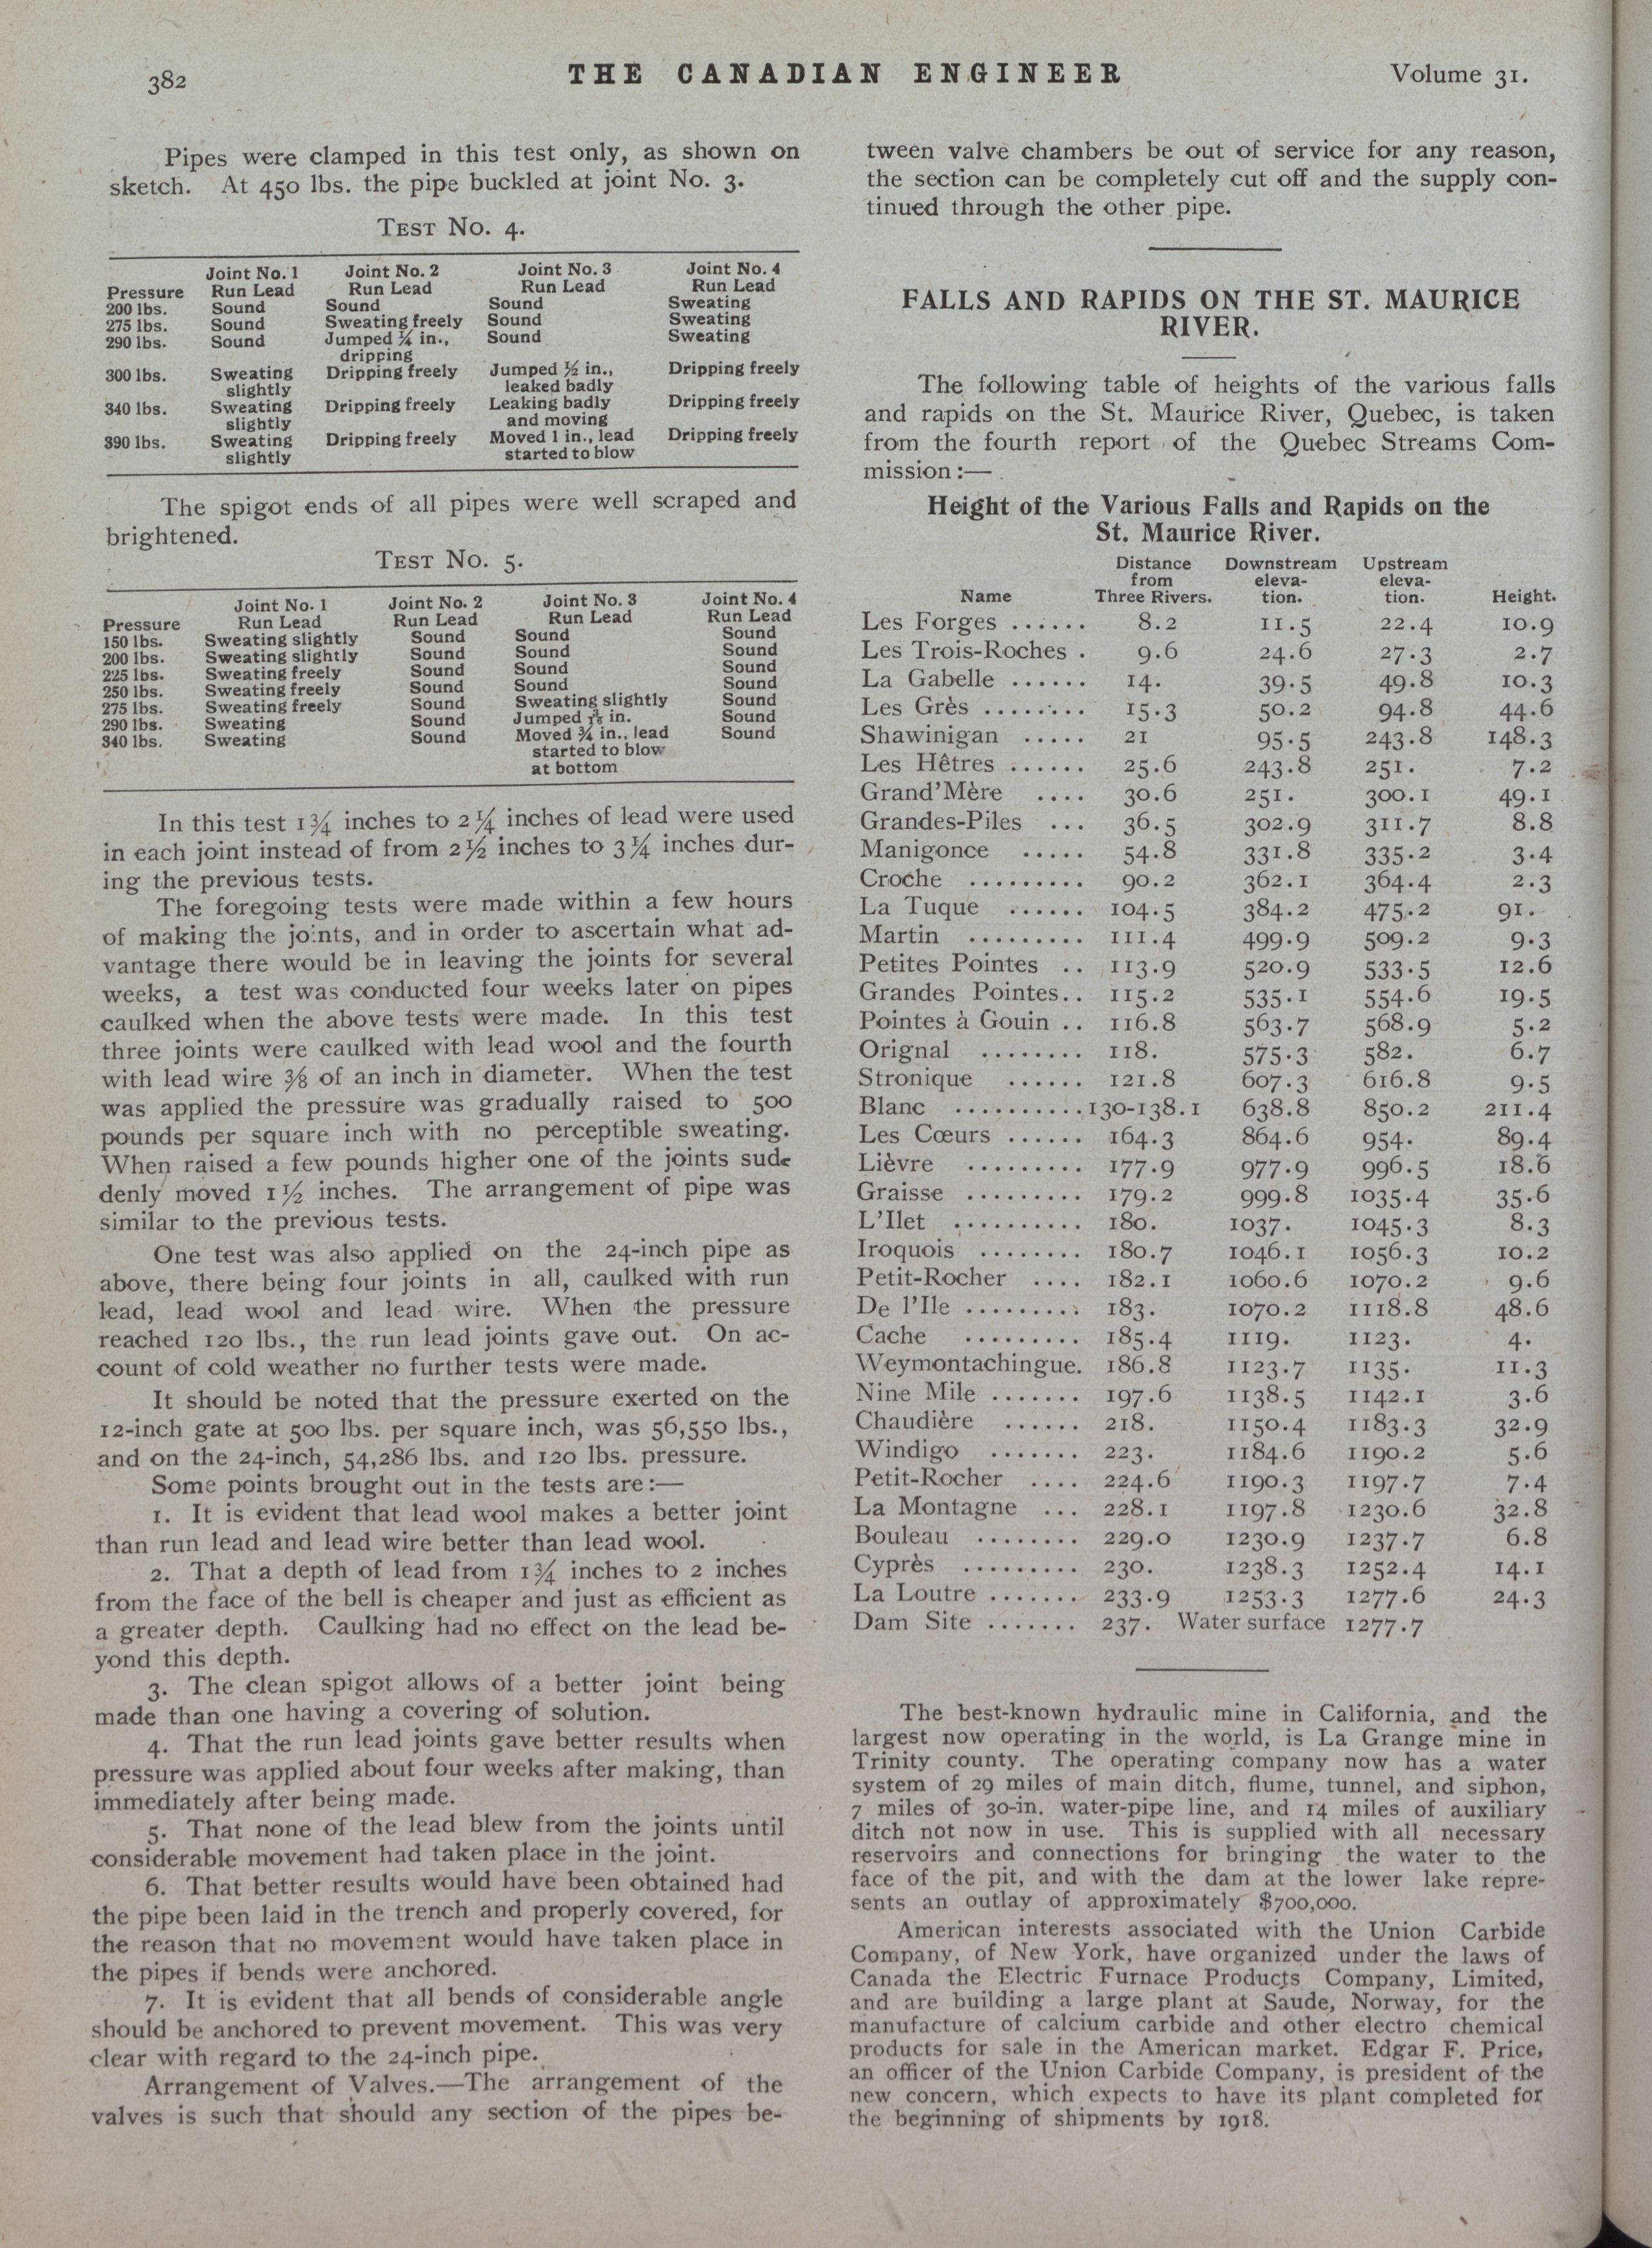 382
THE CANADIAN ENGINEER
Volume 31.
Pipes were clamped in this test only, as shown on
sketch. At 450 lbs. the pipe buckled at joint No. 3.
TEST No. 4.
Joint No. 1 Joint No. 2 Joint No. 3 Joint No. 4
Pressure Run Lead Run Lead Run Lead Run Lead
200 lbs. Sound Sound Sound Sweating
275 lbs. Sound Sweating freely Sound Sweating
290 lbs. Sound Jumped ¼ in., Sound Sweating
dripping
300 lbs. Sweating Dripping freely Jumped ½ in., Dripping freely
slightly leaked badly
340 lbs. Sweating Dripping freely Leaking badly Dripping freely
slightly and moving
390 lbs. Sweating Dripping freely Moved 1 in., lead Dripping freely
slightly started to blow
The spigot ends of all pipes were well scraped and
brightened.
TEST No. 5.
Joint No. 1 Joint No. 2 Joint No. 3 Joint No. 4
Pressure Run Lead Run Lead Run Lead Run Lead
150 lbs. Sweating slightly Sound Sound Sound
200 lbs. Sweating slightly Sound Sound Sound
225 lbs. Sweating freely Sound Sound Sound
250 lbs. Sweating freely Sound Sound Sound
275 lbs. Sweating freely Sound Sweating slightly Sound
290 lbs. Sweating Sound Jumped in. Sound
340 lbs. Sweating Sound Moved ¾ in., lead Sound
started to blow
at bottom
In this test 1¾ inches to 2¼ inches of lead were used
in each joint instead of from 2½ inches to 3¼ inches dur-
ing the previous tests.
The foregoing tests were made within a few hours
of making the joints, and in order to ascertain what ad-
vantage there would be in leaving the joints for several
weeks, a test was conducted four weeks later on pipes
caulked when the above tests were made. In this test
three joints were caulked with lead wool and the fourth
with lead wire ⅜ of an inch in diameter. When the test
was applied the pressure was gradually raised to 500
pounds per square inch with no perceptible sweating.
When raised a few pounds higher one of the joints sud-
denly moved 1½ inches. The arrangement of pipe was
similar to the previous tests.
One test was also applied on the 24-inch pipe as
above, there being four joints in all, caulked with run
lead, lead wool and lead wire. When the pressure
reached 120 lbs., the run lead joints gave out. On ac-
count of cold weather no further tests were made.
It should be noted that the pressure exerted on the
12-inch gate at 500 lbs. per square inch, was 56,550 lbs.,
and on the 24-inch, 54,286 lbs. and 120 lbs. pressure.
Some points brought out in the tests are:—
1. It is evident that lead wool makes a better joint
than run lead and lead wire better than lead wool.
2. That a depth of lead from 1¾ inches to 2 inches
from the face of the bell is cheaper and just as efficient as
a greater depth. Caulking had no effect on the lead be-
yond this depth.
3. The clean spigot allows of a better joint being
made than one having a covering of solution.
4. That the run lead joints gave better results when
pressure was applied about four weeks after making, than
immediately after being made.
5. That none of the lead blew from the joints until
considerable movement had taken place in the joint.
6. That better results would have been obtained had
the pipe been laid in the trench and properly covered, for
the reason that no movement would have taken place in
the pipes if bends were anchored.
7. It is evident that all bends of considerable angle
should be anchored to prevent movement. This was very
clear with regard to the 24-inch pipe.
Arrangement of Valves.—The arrangement of the
valves is such that should any section of the pipes be-
tween valve chambers be out of service for any reason,
the section can be completely cut off and the supply con-
tinued through the other pipe.
FALLS AND RAPIDS ON THE ST. MAURICE
RIVER.
The following table of heights of the various falls
and rapids on the St. Maurice River, Quebec, is taken
from the fourth report of the Quebec Streams Com-
mission:—
Height of the Various Falls and Rapids on the
St. Maurice River.
Distance Downstream Upstream
from eleva- eleva-
Name Three Rivers. tion. tion. Height.
Les Forges ...... 8.2 11.5 22.4 10.9
Les Trois-Roches . 9.6 24.6 27.3 2.7
La Gabelle ...... 14. 39.5 49.8 10.3
Les Grès ........ 15.3 50.2 94.8 44.6
Shawinigan ..... 21 95.5 243.8 148.3
Les Hêtres ...... 25.6 243.8 251. 7.2
Grand'Mère .... 30.6 251. 300.1 49.1
Grandes-Piles ... 36.5 302.9 311.7 8.8
Manigonce ..... 54.8 331.8 335.2 3.4
Croche ......... 90.2 362.1 364.4 2.3
La Tuque ...... 104.5 384.2 475.2 91.
Martin ......... 111.4 499.9 509.2 9.3
Petites Pointes .. 113.9 520.9 533.5 12.6
Grandes Pointes.. 115.2 535.1 554.6 19.5
Pointes à Gouin .. 116.8 563.7 568.9 5.2
Orignal ........ 118. 575.3 582. 6.7
Stronique ...... 121.8 607.3 616.8 9.5
Blanc ..........130-138.1 638.8 850.2 211.4
Les Cœurs ...... 164.3 864.6 954. 89.4
Lièvre ......... 177.9 977.9 996.5 18.6
Graisse ......... 179.2 999.8 1035.4 35.6
L'Ilet .......... 180. 1037. 1045.3 8.3
Iroquois ........ 180.7 1046.1 1056.3 10.2
Petit-Rocher .... 182.1 1060.6 1070.2 9.6
De l'Ile ......... 183. 1070.2 1118.8 48.6
Cache ......... 185.4 1119. 1123. 4.
Weymontachingue. 186.8 1123.7 1135. 11.3
Nine Mile ....... 197.6 1138.5 1142.1 3.6
Chaudière ...... 218. 1150.4 1183.3 32.9
Windigo ....... 223. 1184.6 1190.2 5.6
Petit-Rocher .... 224.6 1190.3 1197.7 7.4
La Montagne ... 228.1 1197.8 1230.6 32.8
Bouleau ........ 229.0 1230.9 1237.7 6.8
Cyprès ......... 230. 1238.3 1252.4 14.1
La Loutre ....... 233.9 1253.3 1277.6 24.3
Dam Site ....... 237. Water surface 1277.7
The best-known hydraulic mine in California, and the
largest now operating in the world, is La Grange mine in
Trinity county. The operating company now has a water
system of 29 miles of main ditch, flume, tunnel, and siphon,
7 miles of 30-in. water-pipe line, and 14 miles of auxiliary
ditch not now in use. This is supplied with all necessary
reservoirs and connections for bringing the water to the
face of the pit, and with the dam at the lower lake repre-
sents an outlay of approximately $700,000.
American interests associated with the Union Carbide
Company, of New York, have organized under the laws of
Canada the Electric Furnace Products Company, Limited,
and are building a large plant at Saude, Norway, for the
manufacture of calcium carbide and other electro chemical
products for sale in the American market. Edgar F. Price,
an officer of the Union Carbide Company, is president of the
new concern, which expects to have its plant completed for
the beginning of shipments by 1918.